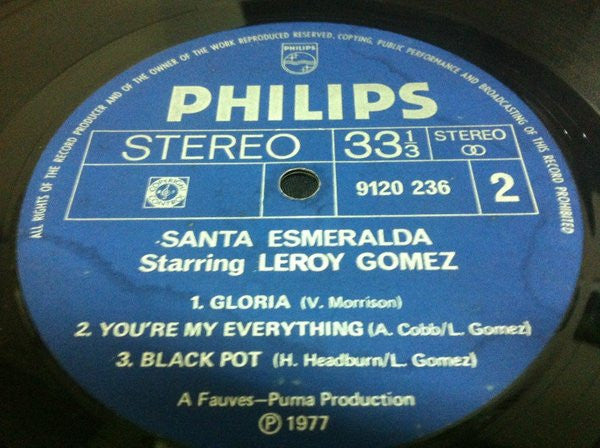 ALL RIGHTS OF THE RECORD PRODUCER AND OF THE OWNER OF THE WORK REPRODUCED RESERVED. COPYING, PUBLIC PERFORMANCE AND BROADCASTING OF THIS RECORD PROHIBITED
PHILIPS
PHILIPS
STEREO 33 1/3 STEREO
9120 236 2
SANTA ESMERALDA
Starring LEROY GOMEZ
1. GLORIA (V. Morrison)
2. YOU'RE MY EVERYTHING (A. Cobb/L. Gomez)
3. BLACK POT (H. Headburn/L. Gomez)
A Fauves-Puma Production
Ⓟ 1977